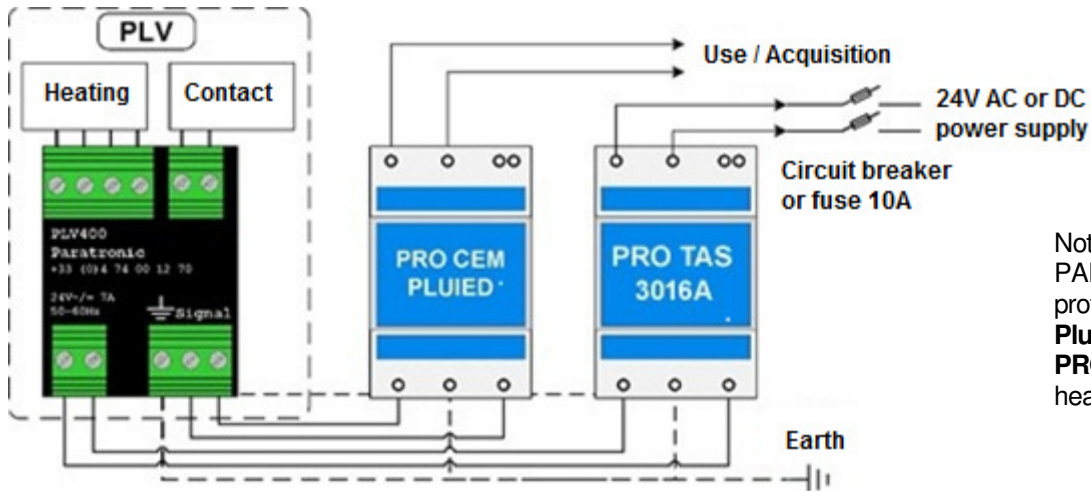 PLV
Heating
Contact
PLV400
Paratronic
+33 (0)4 74 00 12 70
24V~/= 7A
50-60Hz
Signal
PRO CEM
PLUIED
PRO TAS
3016A
Use / Acquisition
24V AC or DC
power supply
Circuit breaker
or fuse 10A
Earth
Not
PAI
pro
Plu
PRO
hea